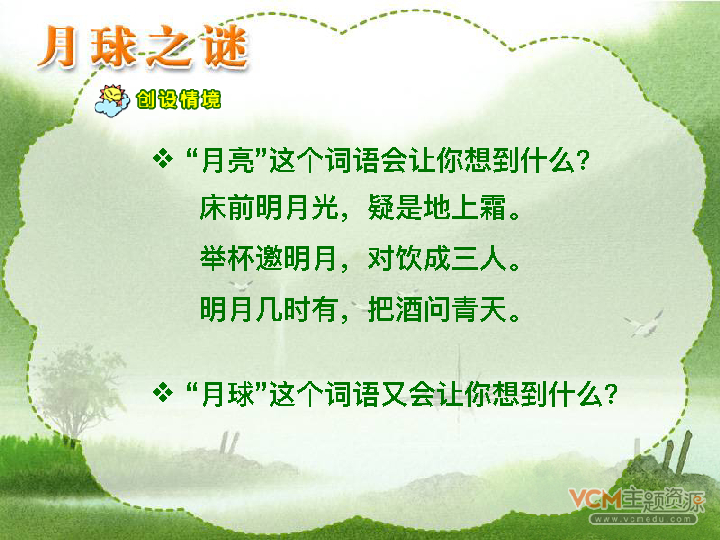 月球之谜
创设情境
❖ “月亮”这个词语会让你想到什么?
床前明月光，疑是地上霜。
举杯邀明月，对饮成三人。
明月几时有，把酒问青天。
❖ “月球”这个词语又会让你想到什么?
VCM主题资源
www.vcmedu.com